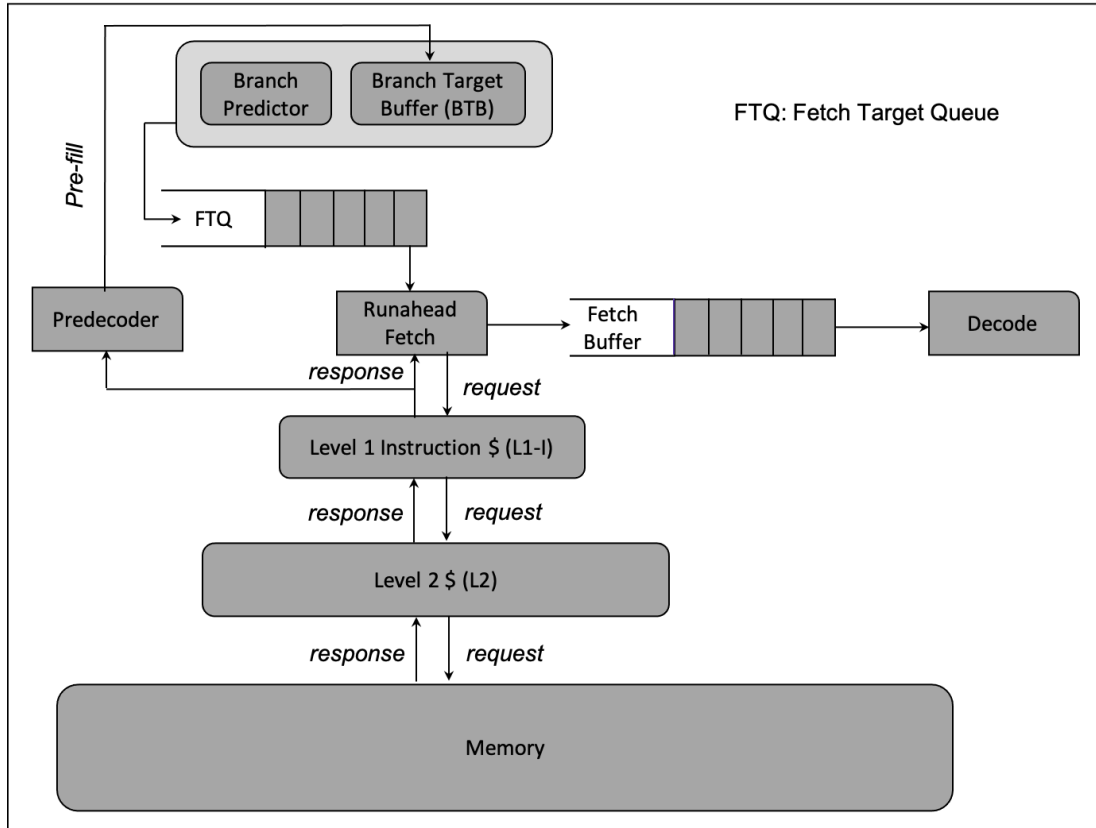 Branch
Predictor
Branch Target
Buffer (BTB)
FTQ: Fetch Target Queue
Pre-fill
FTQ
Predecoder
Runahead
Fetch
Fetch
Buffer
Decode
response
request
Level 1 Instruction $ (L1-I)
response
request
Level 2 $ (L2)
response
request
Memory